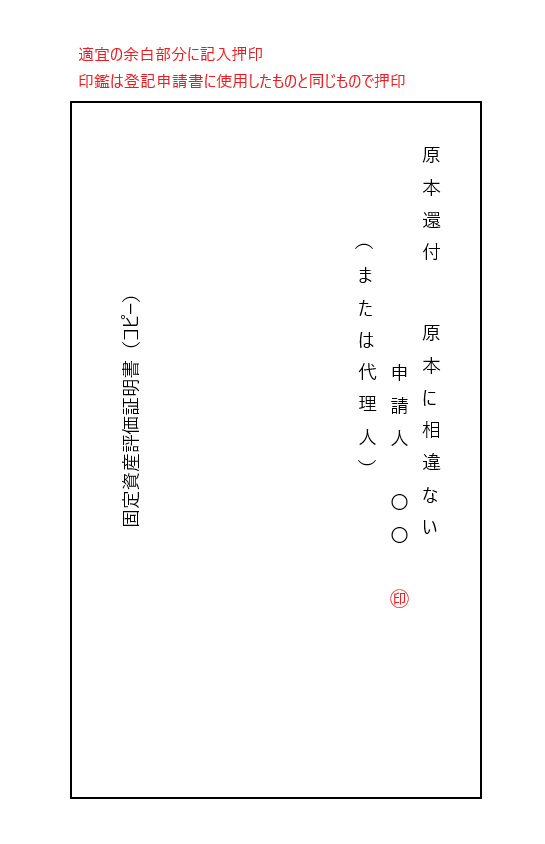 適宜の余白部分に記入押印
印鑑は登記申請書に使用したものと同じもので押印
原本還付　原本に相違ない
申請人　〇〇　㊞
（または代理人）
固定資産評価証明書（コピー）